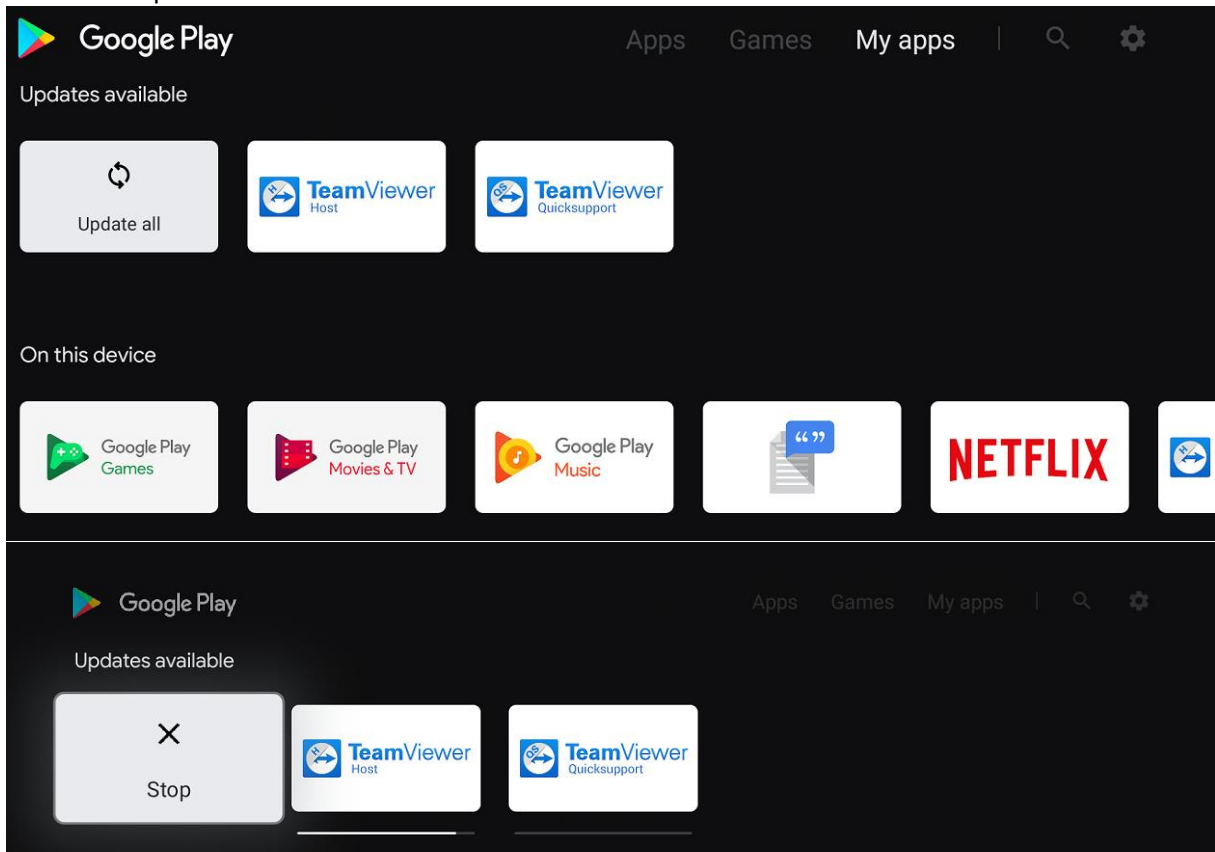 Google Play
Apps Games My apps
Updates available
Update all
TeamViewer
Host
TeamViewer
Quicksupport
On this device
Google Play
Games
Google Play
Movies & TV
Google Play
Music
“ ”
NETFLIX
Google Play
Apps Games My apps
Updates available
Stop
TeamViewer
Host
TeamViewer
Quicksupport